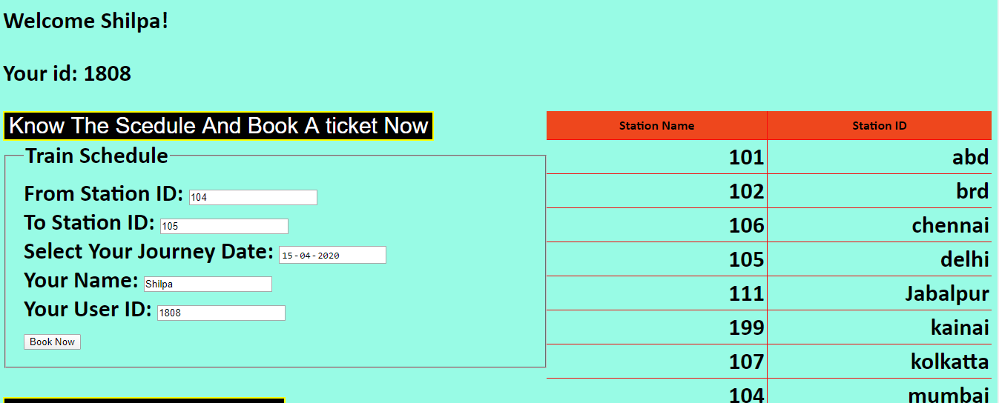 Welcome Shilpa!
Your id: 1808
Know The Scedule And Book A ticket Now
Train Schedule
From Station ID: 104
To Station ID: 105
Select Your Journey Date: 15-04-2020
Your Name: Shilpa
Your User ID: 1808
Book Now
Station Name Station ID
101 abd
102 brd
106 chennai
105 delhi
111 Jabalpur
199 kainai
107 kolkatta
104 mumbai